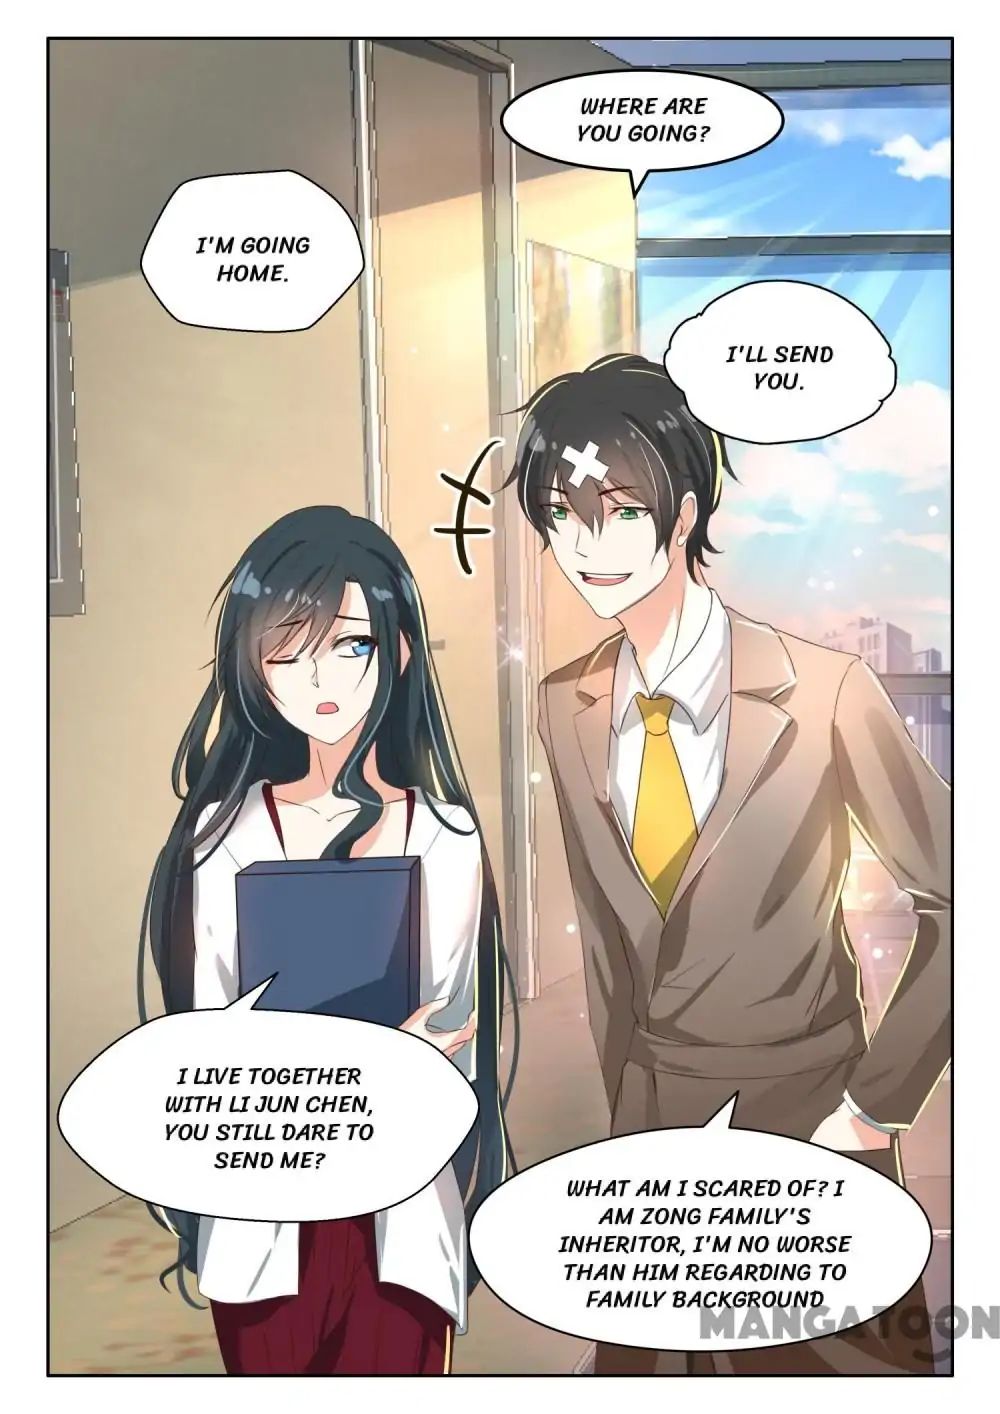 WHERE ARE
YOU GOING?
I'M GOING
HOME.
I'LL SEND
YOU.
I LIVE TOGETHER
WITH LI JUN CHEN,
YOU STILL DARE TO
SEND ME?
WHAT AM I SCARED OF? I
AM ZONG FAMILY'S
INHERITOR, I'M NO WORSE
THAN HIM REGARDING TO
FAMILY BACKGROUND
MANGATOON